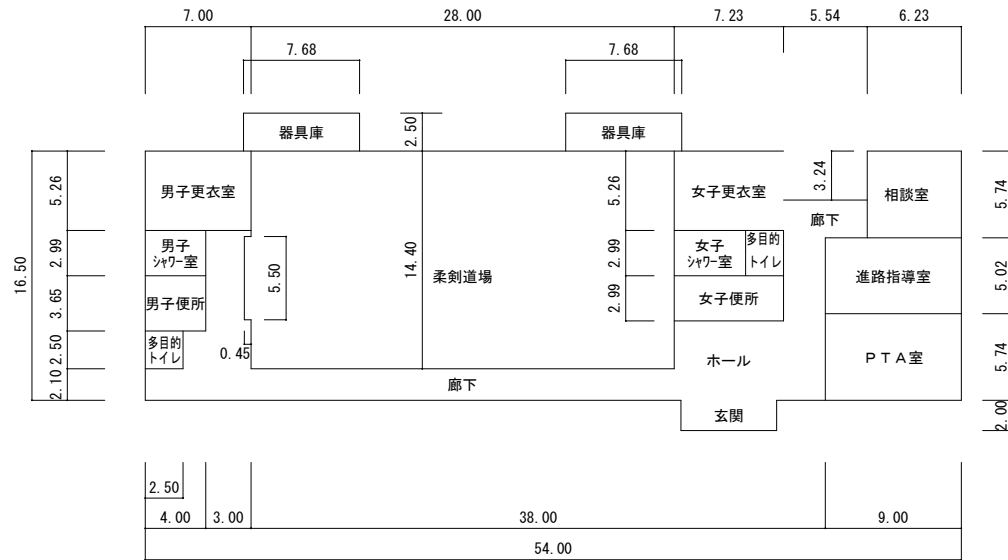 7.00
28.00
7.23
5.54
6.23
7.68
7.68
器具庫
2.50
器具庫
16.50
5.26
2.99
3.65
2.50
2.10
男子更衣室
男子
シャワー室
男子便所
多目的
トイレ
5.50
0.45
14.40
柔剣道場
5.26
2.99
2.99
女子更衣室
女子
シャワー室
多目的
トイレ
女子便所
ホール
玄関
廊下
3.24
廊下
相談室
進路指導室
PTA室
5.74
5.02
5.74
2.00
2.50
4.00
3.00
38.00
9.00
54.00